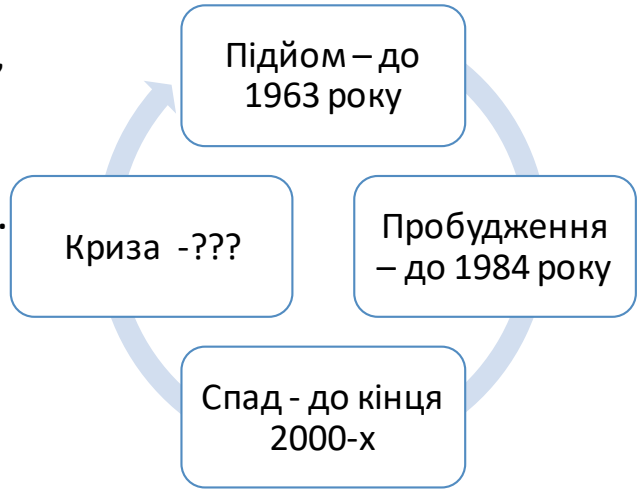 Підйом – до
1963 року
Пробудження
– до 1984 року
Спад - до кінця
2000-х
Криза -???